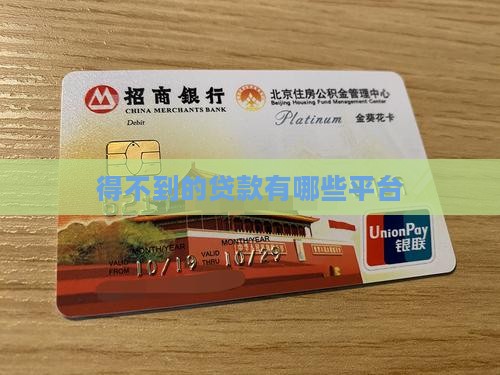 招商银行
CHINA MERCHANTS BANK
Debit
北京住房公积金管理中心
Beijing Housing Fund Management Center
Platinum 金葵花卡
得不到的贷款有哪些平台
UnionPay
银联
MONTH/YEAR MONTH/YEAR
VALID FROM 10/19 VALID THRU 10/29